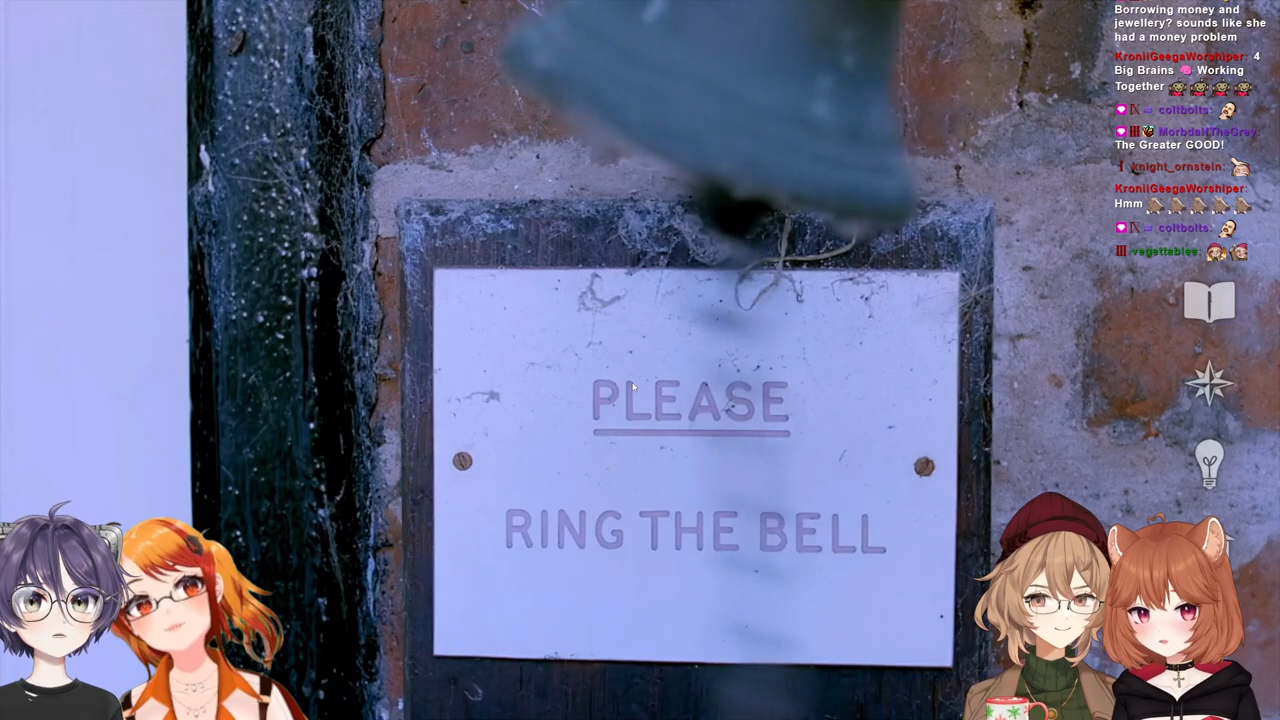 PLEASE
RING THE BELL
Borrowing money and
jewellery? sounds like she
had a money problem
KroniiGeegaWorshiper: 4
Big Brains 🧠 Working
Together
coltbolts:
MorbdalfTheGrey:
The Greater GOOD!
knight_ornstein:
KroniiGeegaWorshiper:
Hmm
coltbolts:
vegettablee: